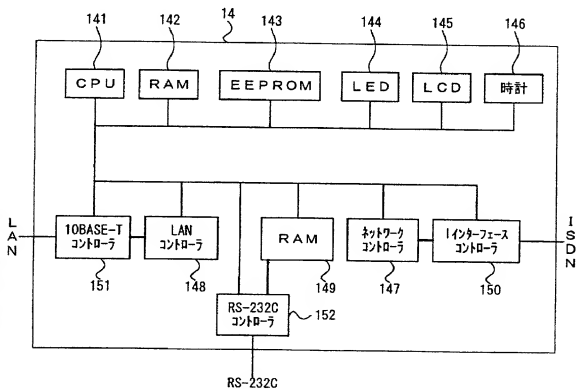 141
142
143
14
144
145
146
CPU
RAM
EEPROM
LED
LCD
時計
LAN
10BASE-T
コントローラ
LAN
コントローラ
RAM
ネットワーク
コントローラ
Iインターフェース
コントローラ
ISDN
151
148
149
147
150
RS-232C
コントローラ
152
RS-232C